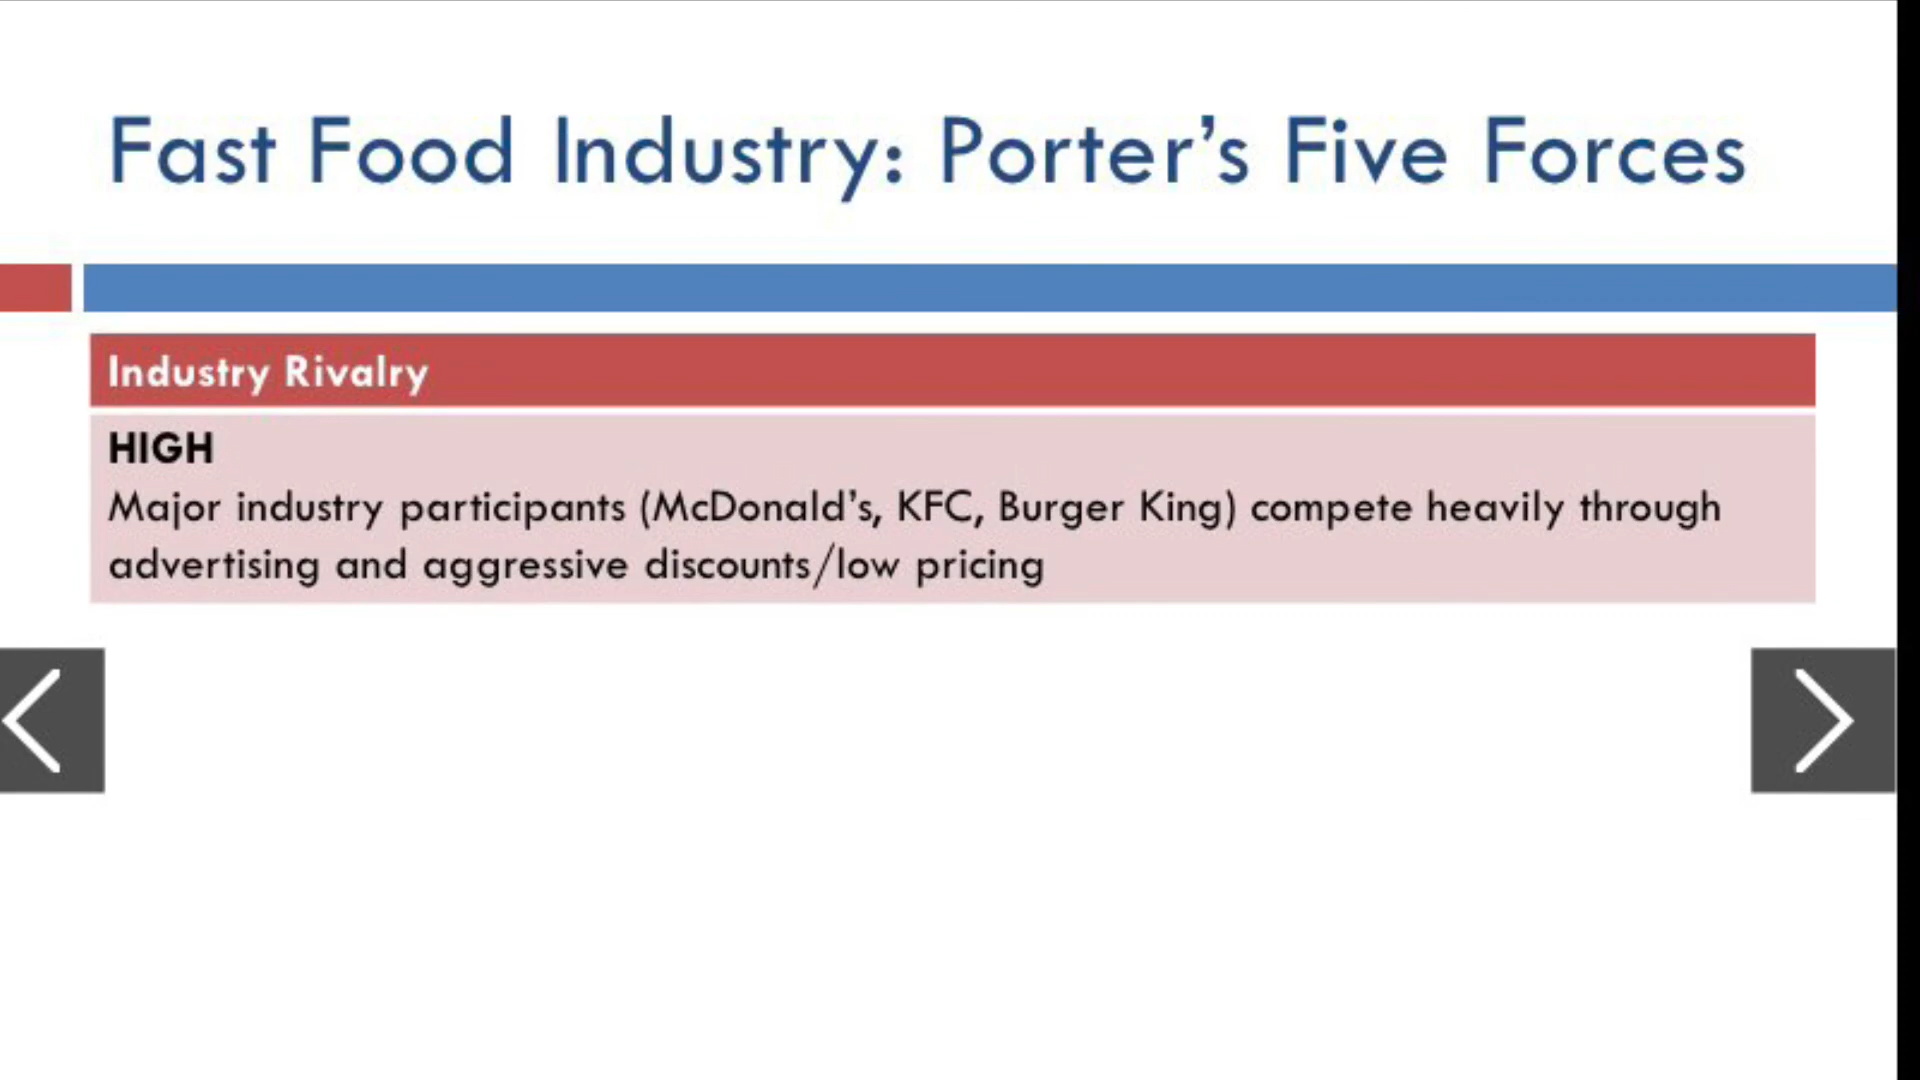 Fast Food Industry: Porter’s Five Forces
Industry Rivalry
HIGH
Major industry participants (McDonald's, KFC, Burger King) compete heavily through
advertising and aggressive discounts/low pricing